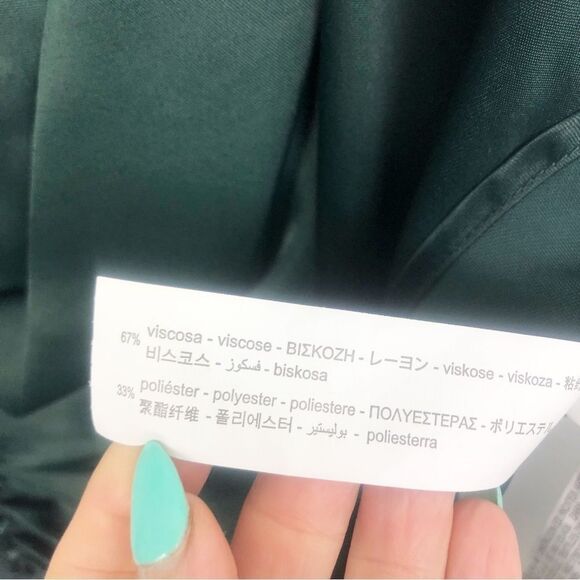 67% viscosa - viscose - ΒΙΣΚΟΖΗ - レーヨン - viskose - viskoza - 粘
비스코스 - فسكوز - biskosa
33% poliéster - polyester - poliestere - ΠΟΛΥΕΣΤΕΡΑΣ - ポリエステル
聚酯纤维 - 폴리에스터 - بوليستير - poliesterra